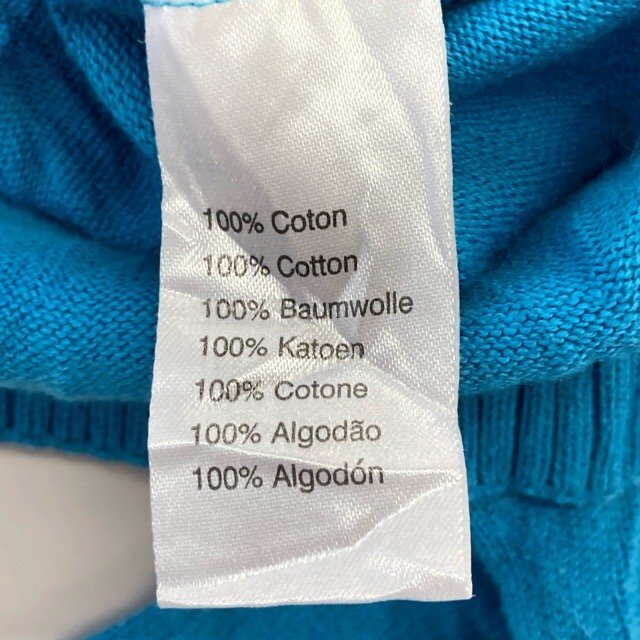 100% Coton
100% Cotton
100% Baumwolle
100% Katoen
100% Cotone
100% Algodão
100% Algodón